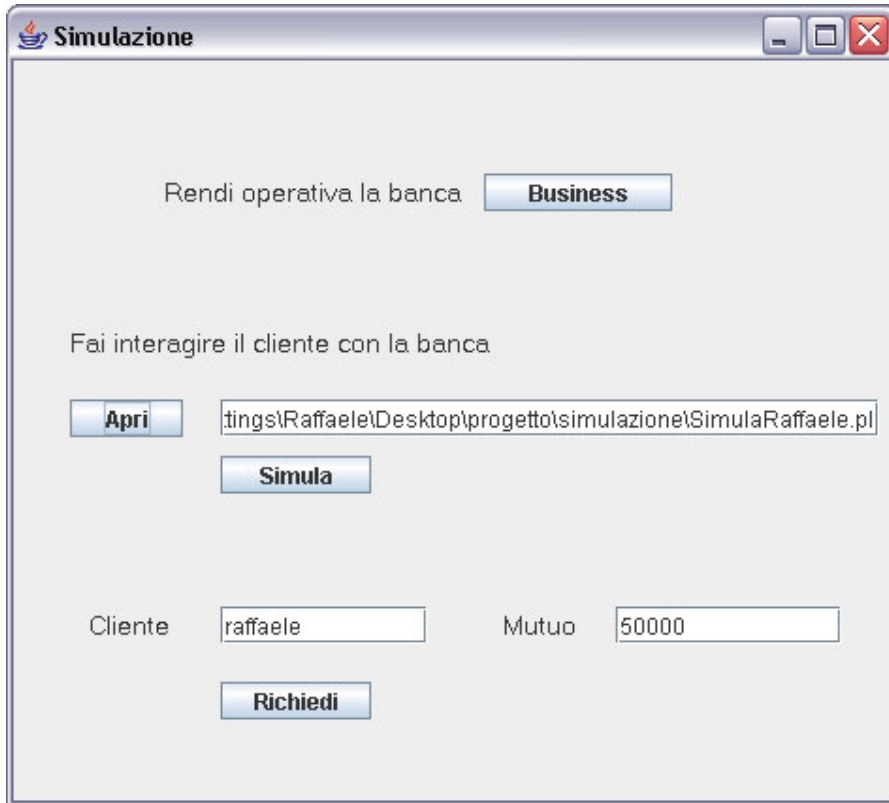 Simulazione
Rendi operativa la banca Business
Fai interagire il cliente con la banca
Apri :tings\Raffaele\Desktop\progetto\simulazione\SimulaRaffaele.pl
Simula
Cliente raffaele Mutuo 50000
Richiedi